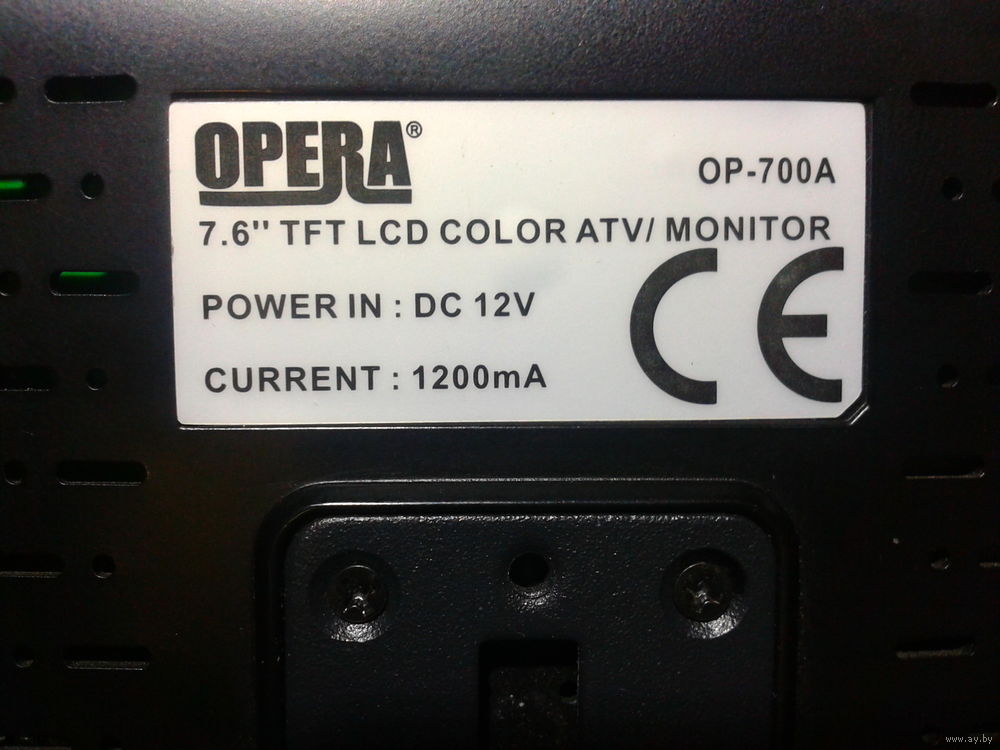 OPERA®
OP-700A
7.6'' TFT LCD COLOR ATV/ MONITOR
POWER IN : DC 12V
CURRENT : 1200mA
CE
www.ay.by